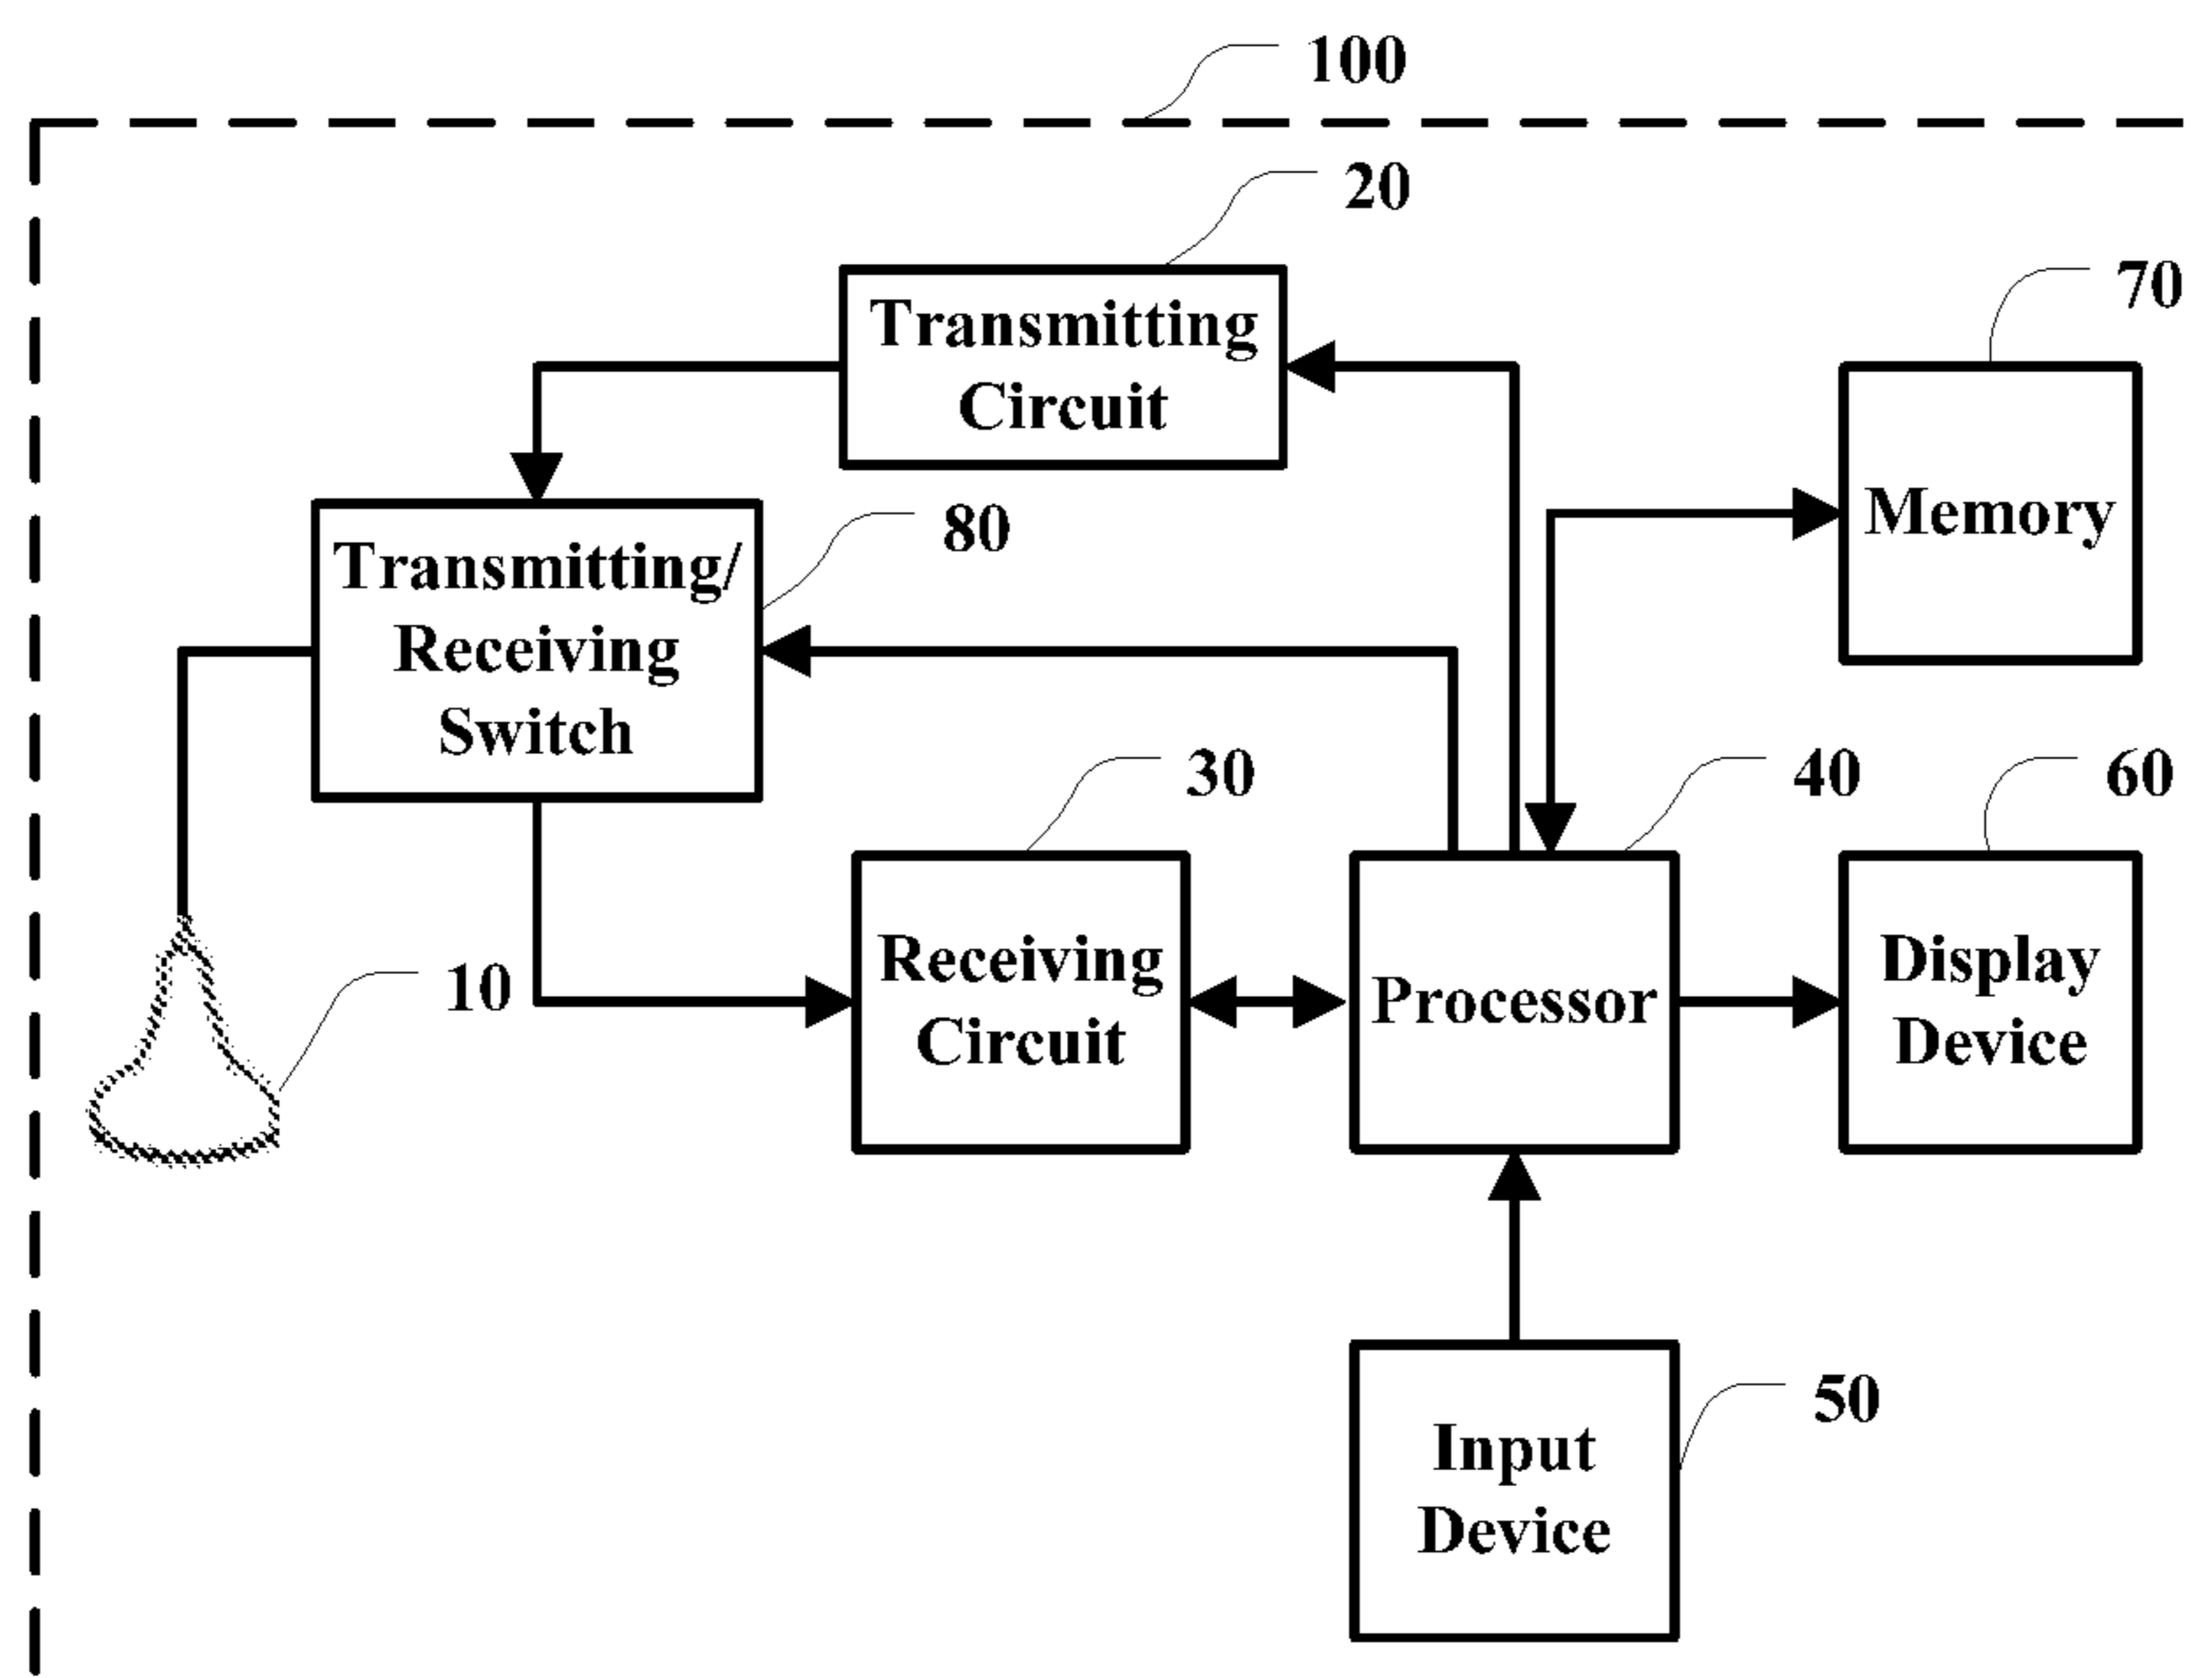 100
20
Transmitting
Circuit
70
Memory
80
Transmitting/
Receiving
Switch
30
40
60
10
Receiving
Circuit
Processor
Display
Device
50
Input
Device